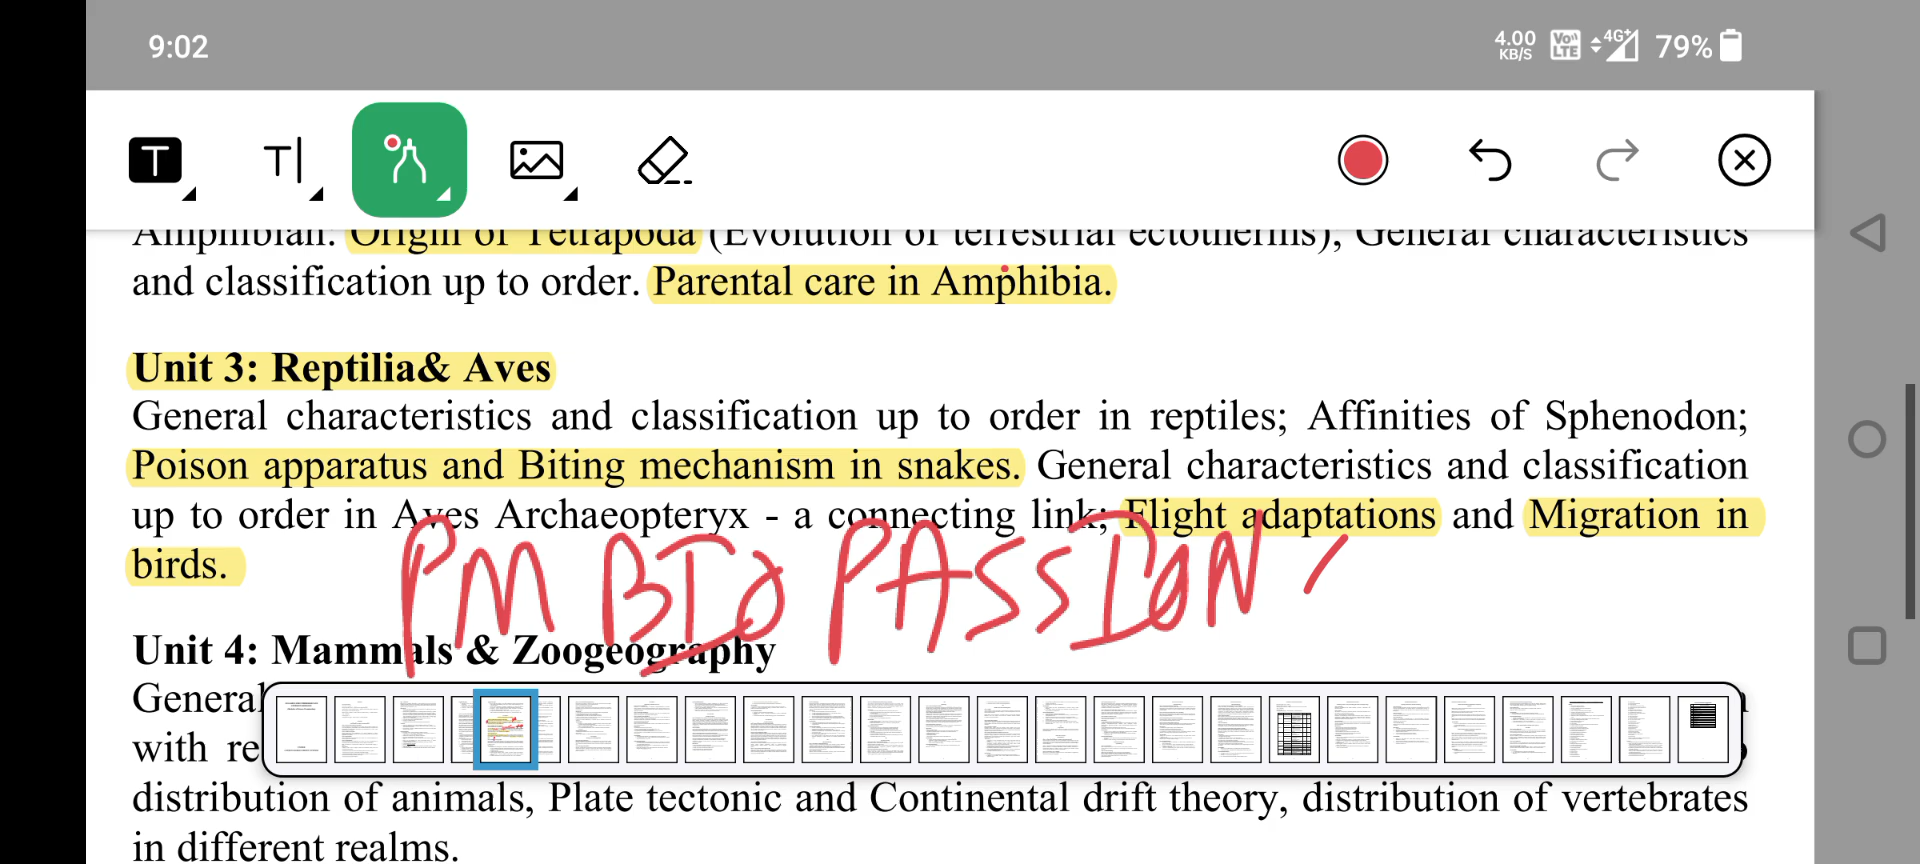 9:02
4.00 KB/S Vo LTE 4G+ 79%
T T
Amphibian: Origin of Tetrapoda (Evolution of terrestrial ectotherms); General characteristics
and classification up to order. Parental care in Amphibia.
Unit 3: Reptilia& Aves
General characteristics and classification up to order in reptiles; Affinities of Sphenodon;
Poison apparatus and Biting mechanism in snakes. General characteristics and classification
up to order in Aves Archaeopteryx - a connecting link; Flight adaptations and Migration in
birds.
PM BIO PASSION
Unit 4: Mammals & Zoogeography
General
with re
distribution of animals, Plate tectonic and Continental drift theory, distribution of vertebrates
in different realms.